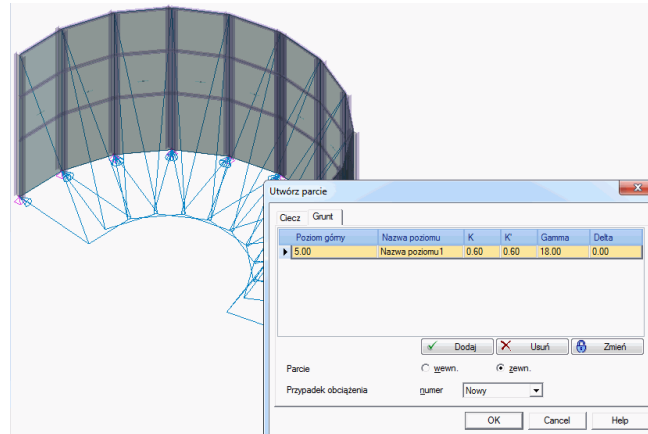 Utwórz parcie
Ciecz Grunt
Poziom górny Nazwa poziomu K K' Gamma Delta
5.00 Nazwa poziomu1 0.60 0.60 18.00 0.00
Dodaj Usuń Zmień
Parcie wewn. zewn.
Przypadek obciążenia numer Nowy
OK Cancel Help